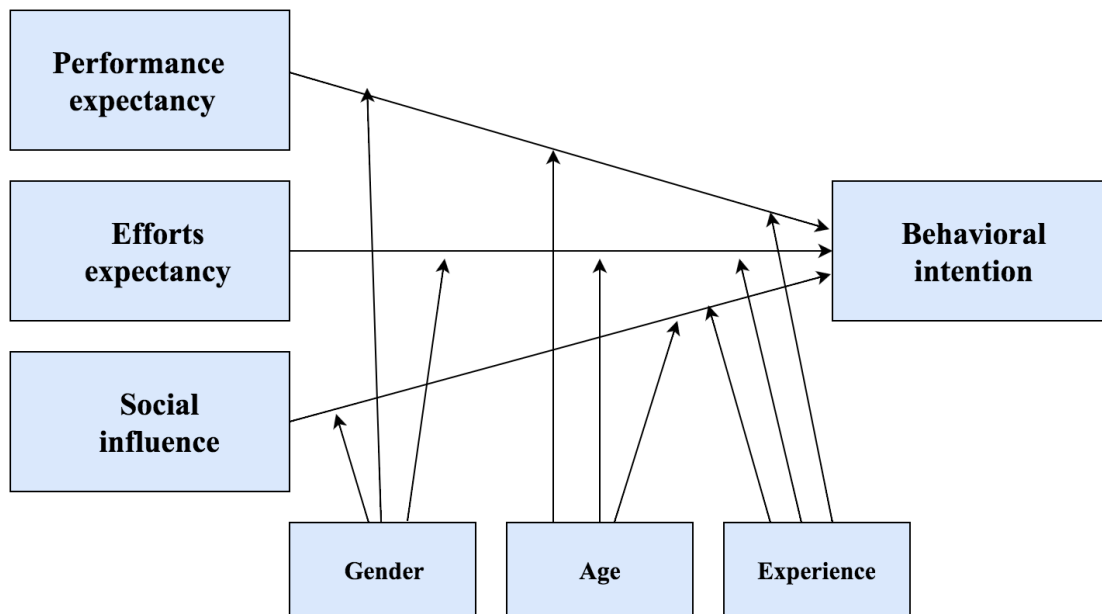 Performance
expectancy
Efforts
expectancy
Behavioral
intention
Social
influence
Gender
Age
Experience